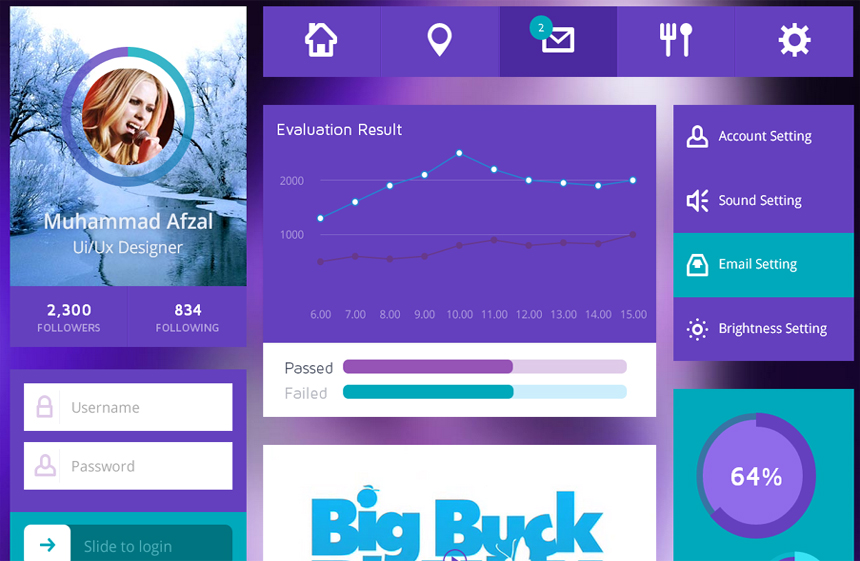 2
Muhammad Afzal
Ui/Ux Designer
2,300
FOLLOWERS
834
FOLLOWING
Username
Password
Slide to login
Evaluation Result
2000
1000
6.00 7.00 8.00 9.00 10.00 11.00 12.00 13.00 14.00 15.00
Passed
Failed
Big Buck
Account Setting
Sound Setting
Email Setting
Brightness Setting
64%